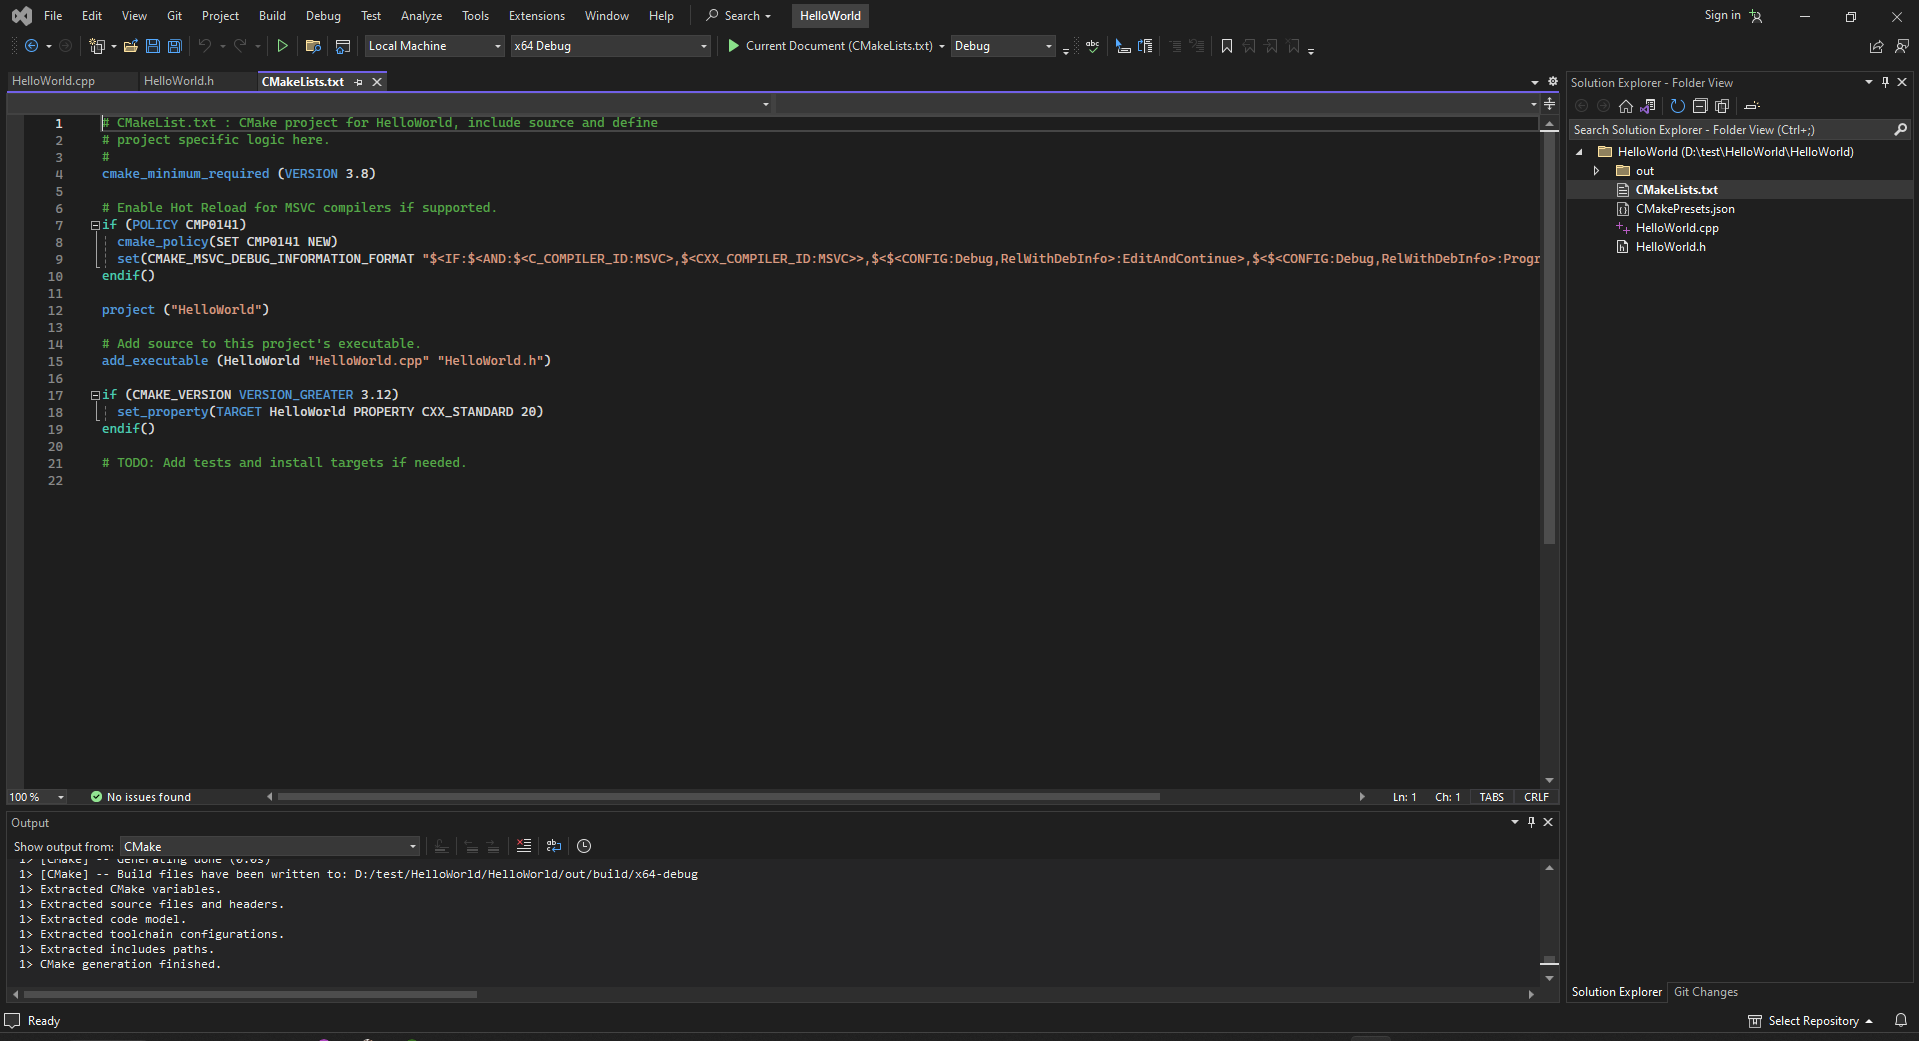 File Edit View Git Project Build Debug Test Analyze Tools Extensions Window Help Search HelloWorld Sign in
Local Machine x64 Debug Current Document (CMakeLists.txt) Debug abc
HelloWorld.cpp HelloWorld.h CMakeLists.txt
1 # CMakeList.txt : CMake project for HelloWorld, include source and define
2 # project specific logic here.
3 #
4 cmake_minimum_required (VERSION 3.8)
5
6 # Enable Hot Reload for MSVC compilers if supported.
7 if (POLICY CMP0141)
8 cmake_policy(SET CMP0141 NEW)
9 set(CMAKE_MSVC_DEBUG_INFORMATION_FORMAT "$<IF:$<AND:$<C_COMPILER_ID:MSVC>,$<CXX_COMPILER_ID:MSVC>>,$<$<CONFIG:Debug,RelWithDebInfo>:EditAndContinue>,$<$<CONFIG:Debug,RelWithDebInfo>:Progr
10 endif()
11
12 project ("HelloWorld")
13
14 # Add source to this project's executable.
15 add_executable (HelloWorld "HelloWorld.cpp" "HelloWorld.h")
16
17 if (CMAKE_VERSION VERSION_GREATER 3.12)
18 set_property(TARGET HelloWorld PROPERTY CXX_STANDARD 20)
19 endif()
20
21 # TODO: Add tests and install targets if needed.
22
100 % No issues found Ln: 1 Ch: 1 TABS CRLF
Output
Show output from: CMake
1> [CMake] -- Generating done (0.0s)
1> [CMake] -- Build files have been written to: D:/test/HelloWorld/HelloWorld/out/build/x64-debug
1> Extracted CMake variables.
1> Extracted source files and headers.
1> Extracted code model.
1> Extracted toolchain configurations.
1> Extracted includes paths.
1> CMake generation finished.
Solution Explorer - Folder View
Search Solution Explorer - Folder View (Ctrl+;)
HelloWorld (D:\test\HelloWorld\HelloWorld)
out
CMakeLists.txt
CMakePresets.json
HelloWorld.cpp
HelloWorld.h
Solution Explorer Git Changes
Ready Select Repository